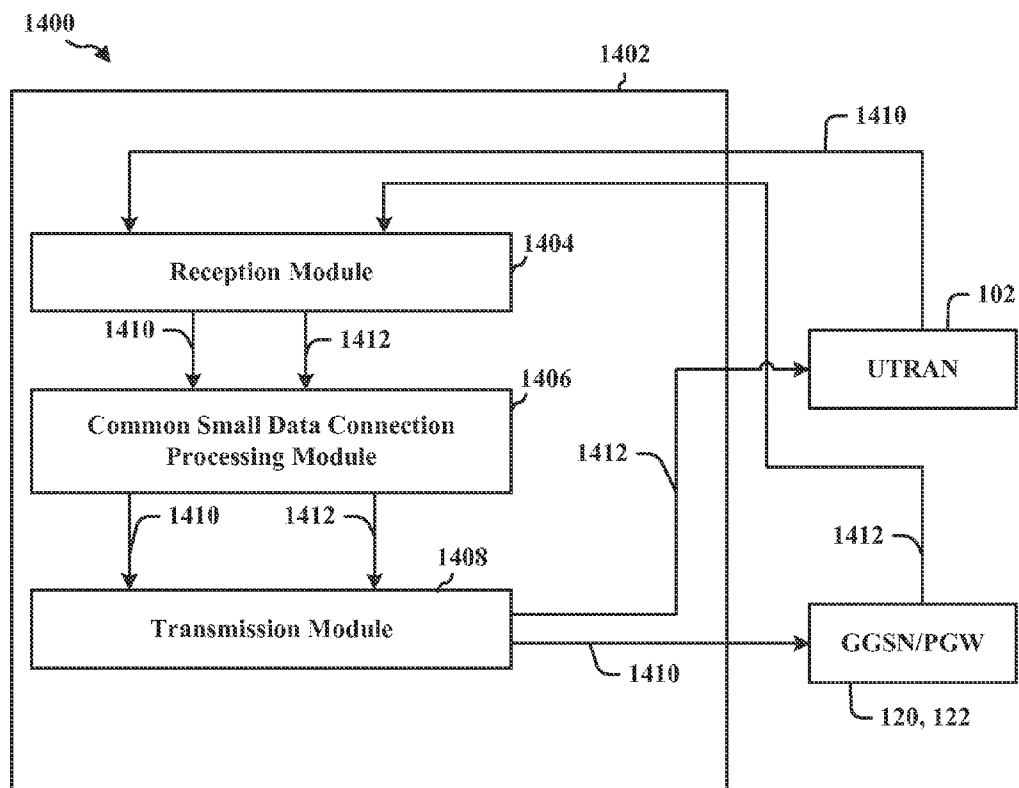 1400
1402
1410
Reception Module
1404
102
1410
1412
UTRAN
1406
Common Small Data Connection
Processing Module
1412
1410
1412
1412
1408
Transmission Module
GGSN/PGW
1410
120, 122